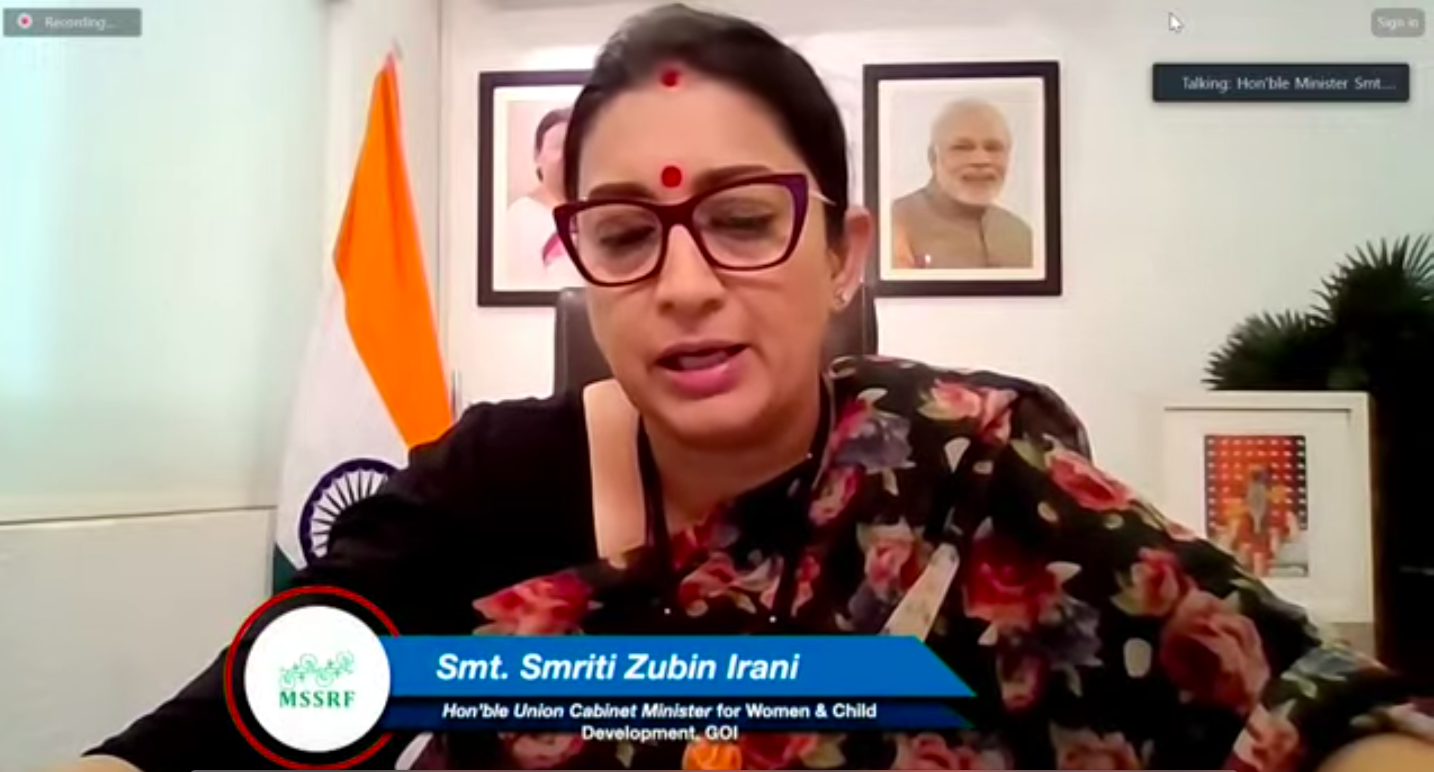 Recording...
Sign in
Talking: Hon'ble Minister Smt....
Smt. Smriti Zubin Irani
MSSRF
Hon'ble Union Cabinet Minister for Women & Child
Development, GOI